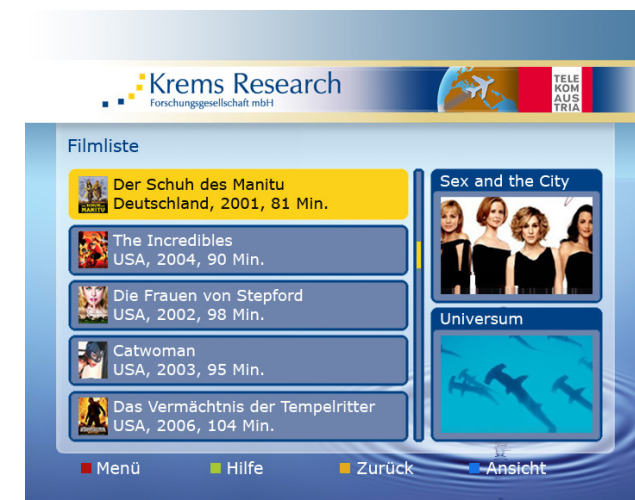 Krems Research
Forschungsgesellschaft mbH
TELE
KOM
AUS
TRIA
Filmliste
Der Schuh des Manitu
Deutschland, 2001, 81 Min.
The Incredibles
USA, 2004, 90 Min.
Die Frauen von Stepford
USA, 2002, 98 Min.
Catwoman
USA, 2003, 95 Min.
Das Vermächtnis der Tempelritter
USA, 2006, 104 Min.
Sex and the City
Universum
Menü
Hilfe
Zurück
Ansicht